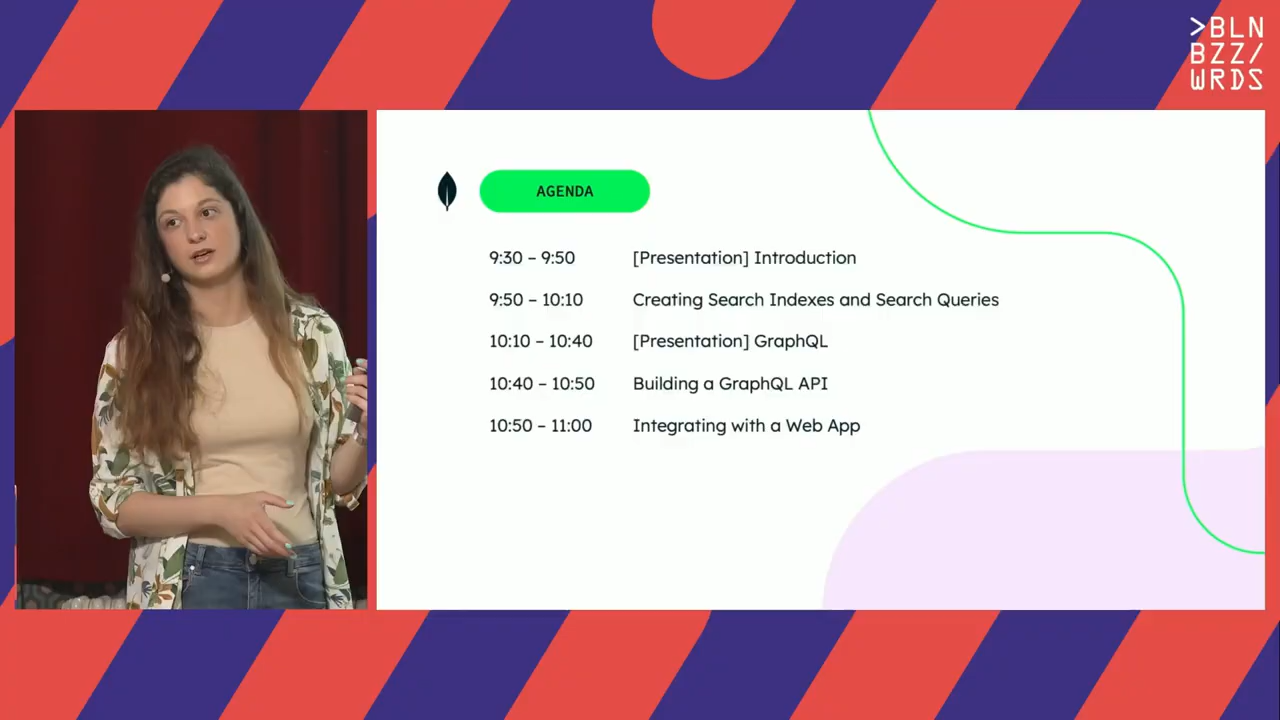 >BLN
BZZ/
WRDS
AGENDA
9:30 – 9:50 [Presentation] Introduction
9:50 – 10:10 Creating Search Indexes and Search Queries
10:10 – 10:40 [Presentation] GraphQL
10:40 – 10:50 Building a GraphQL API
10:50 – 11:00 Integrating with a Web App